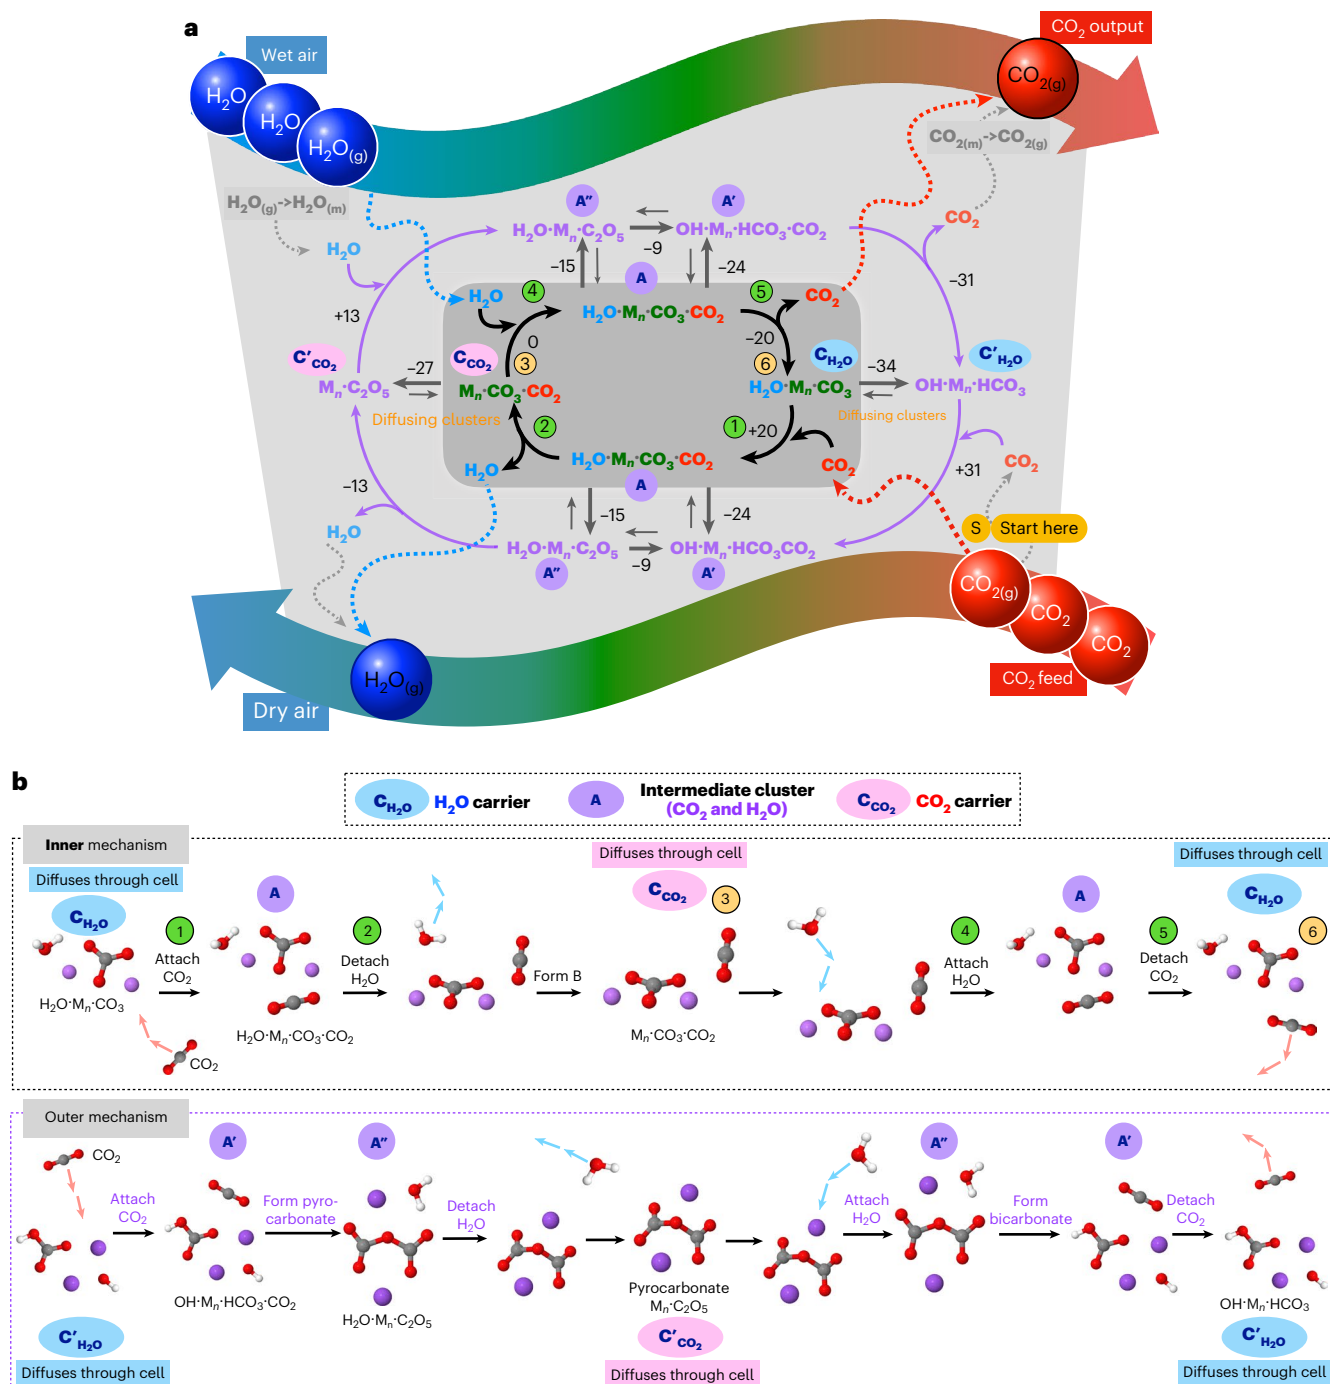 a
Wet air
CO₂ output
H₂O
H₂O
H₂O(g)
CO₂(g)
CO₂(m)->CO₂(g)
H₂O(g)->H₂O(m)
A″
A′
H₂O·Mₙ·C₂O₅
OH·Mₙ·HCO₃·CO₂
CO₂
H₂O
−9
−15
−24
−31
A
H₂O
4
5
CO₂
H₂O·Mₙ·CO₃·CO₂
+13
0
−20
C′CO₂
CCO₂
3
6
CH₂O
C′H₂O
−27
−34
Mₙ·C₂O₅
Mₙ·CO₃·CO₂
H₂O·Mₙ·CO₃
OH·Mₙ·HCO₃
Diffusing clusters
Diffusing clusters
2
1
+20
H₂O
H₂O·Mₙ·CO₃·CO₂
CO₂
CO₂
+31
A
−13
−15
−24
H₂O
S
Start here
H₂O·Mₙ·C₂O₅
OH·Mₙ·HCO₃CO₂
−9
A″
A′
CO₂(g)
CO₂
CO₂
H₂O(g)
CO₂ feed
Dry air
b
CH₂O H₂O carrier
A Intermediate cluster
(CO₂ and H₂O)
CCO₂ CO₂ carrier
Inner mechanism
Diffuses through cell
CH₂O
1
Attach
CO₂
H₂O·Mₙ·CO₃
CO₂
A
H₂O·Mₙ·CO₃·CO₂
2
Detach
H₂O
Form B
Diffuses through cell
CCO₂
3
Mₙ·CO₃·CO₂
4
Attach
H₂O
A
5
Detach
CO₂
Diffuses through cell
CH₂O
6
Outer mechanism
CO₂
C′H₂O
Diffuses through cell
Attach
CO₂
A′
OH·Mₙ·HCO₃·CO₂
Form pyro-
carbonate
A″
H₂O·Mₙ·C₂O₅
Detach
H₂O
Pyrocarbonate
Mₙ·C₂O₅
C′CO₂
Diffuses through cell
Attach
H₂O
A″
Form
bicarbonate
A′
Detach
CO₂
OH·Mₙ·HCO₃
C′H₂O
Diffuses through cell